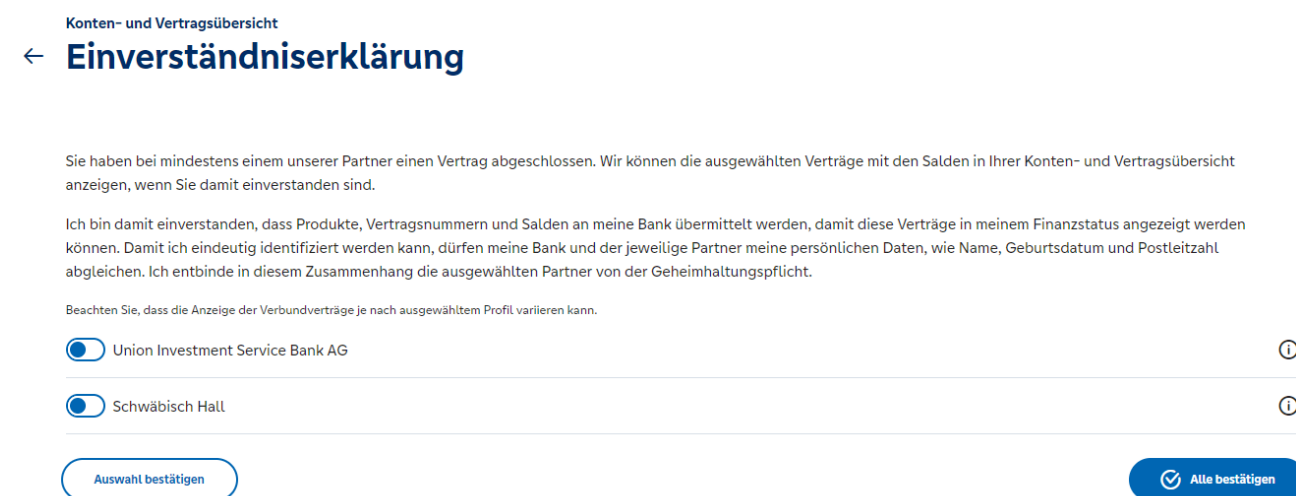 Konten- und Vertragsübersicht
Einverständniserklärung
Sie haben bei mindestens einem unserer Partner einen Vertrag abgeschlossen. Wir können die ausgewählten Verträge mit den Salden in Ihrer Konten- und Vertragsübersicht
anzeigen, wenn Sie damit einverstanden sind.
Ich bin damit einverstanden, dass Produkte, Vertragsnummern und Salden an meine Bank übermittelt werden, damit diese Verträge in meinem Finanzstatus angezeigt werden
können. Damit ich eindeutig identifiziert werden kann, dürfen meine Bank und der jeweilige Partner meine persönlichen Daten, wie Name, Geburtsdatum und Postleitzahl
abgleichen. Ich entbinde in diesem Zusammenhang die ausgewählten Partner von der Geheimhaltungspflicht.
Beachten Sie, dass die Anzeige der Verbundverträge je nach ausgewähltem Profil variieren kann.
Union Investment Service Bank AG
Schwäbisch Hall
Auswahl bestätigen
Alle bestätigen